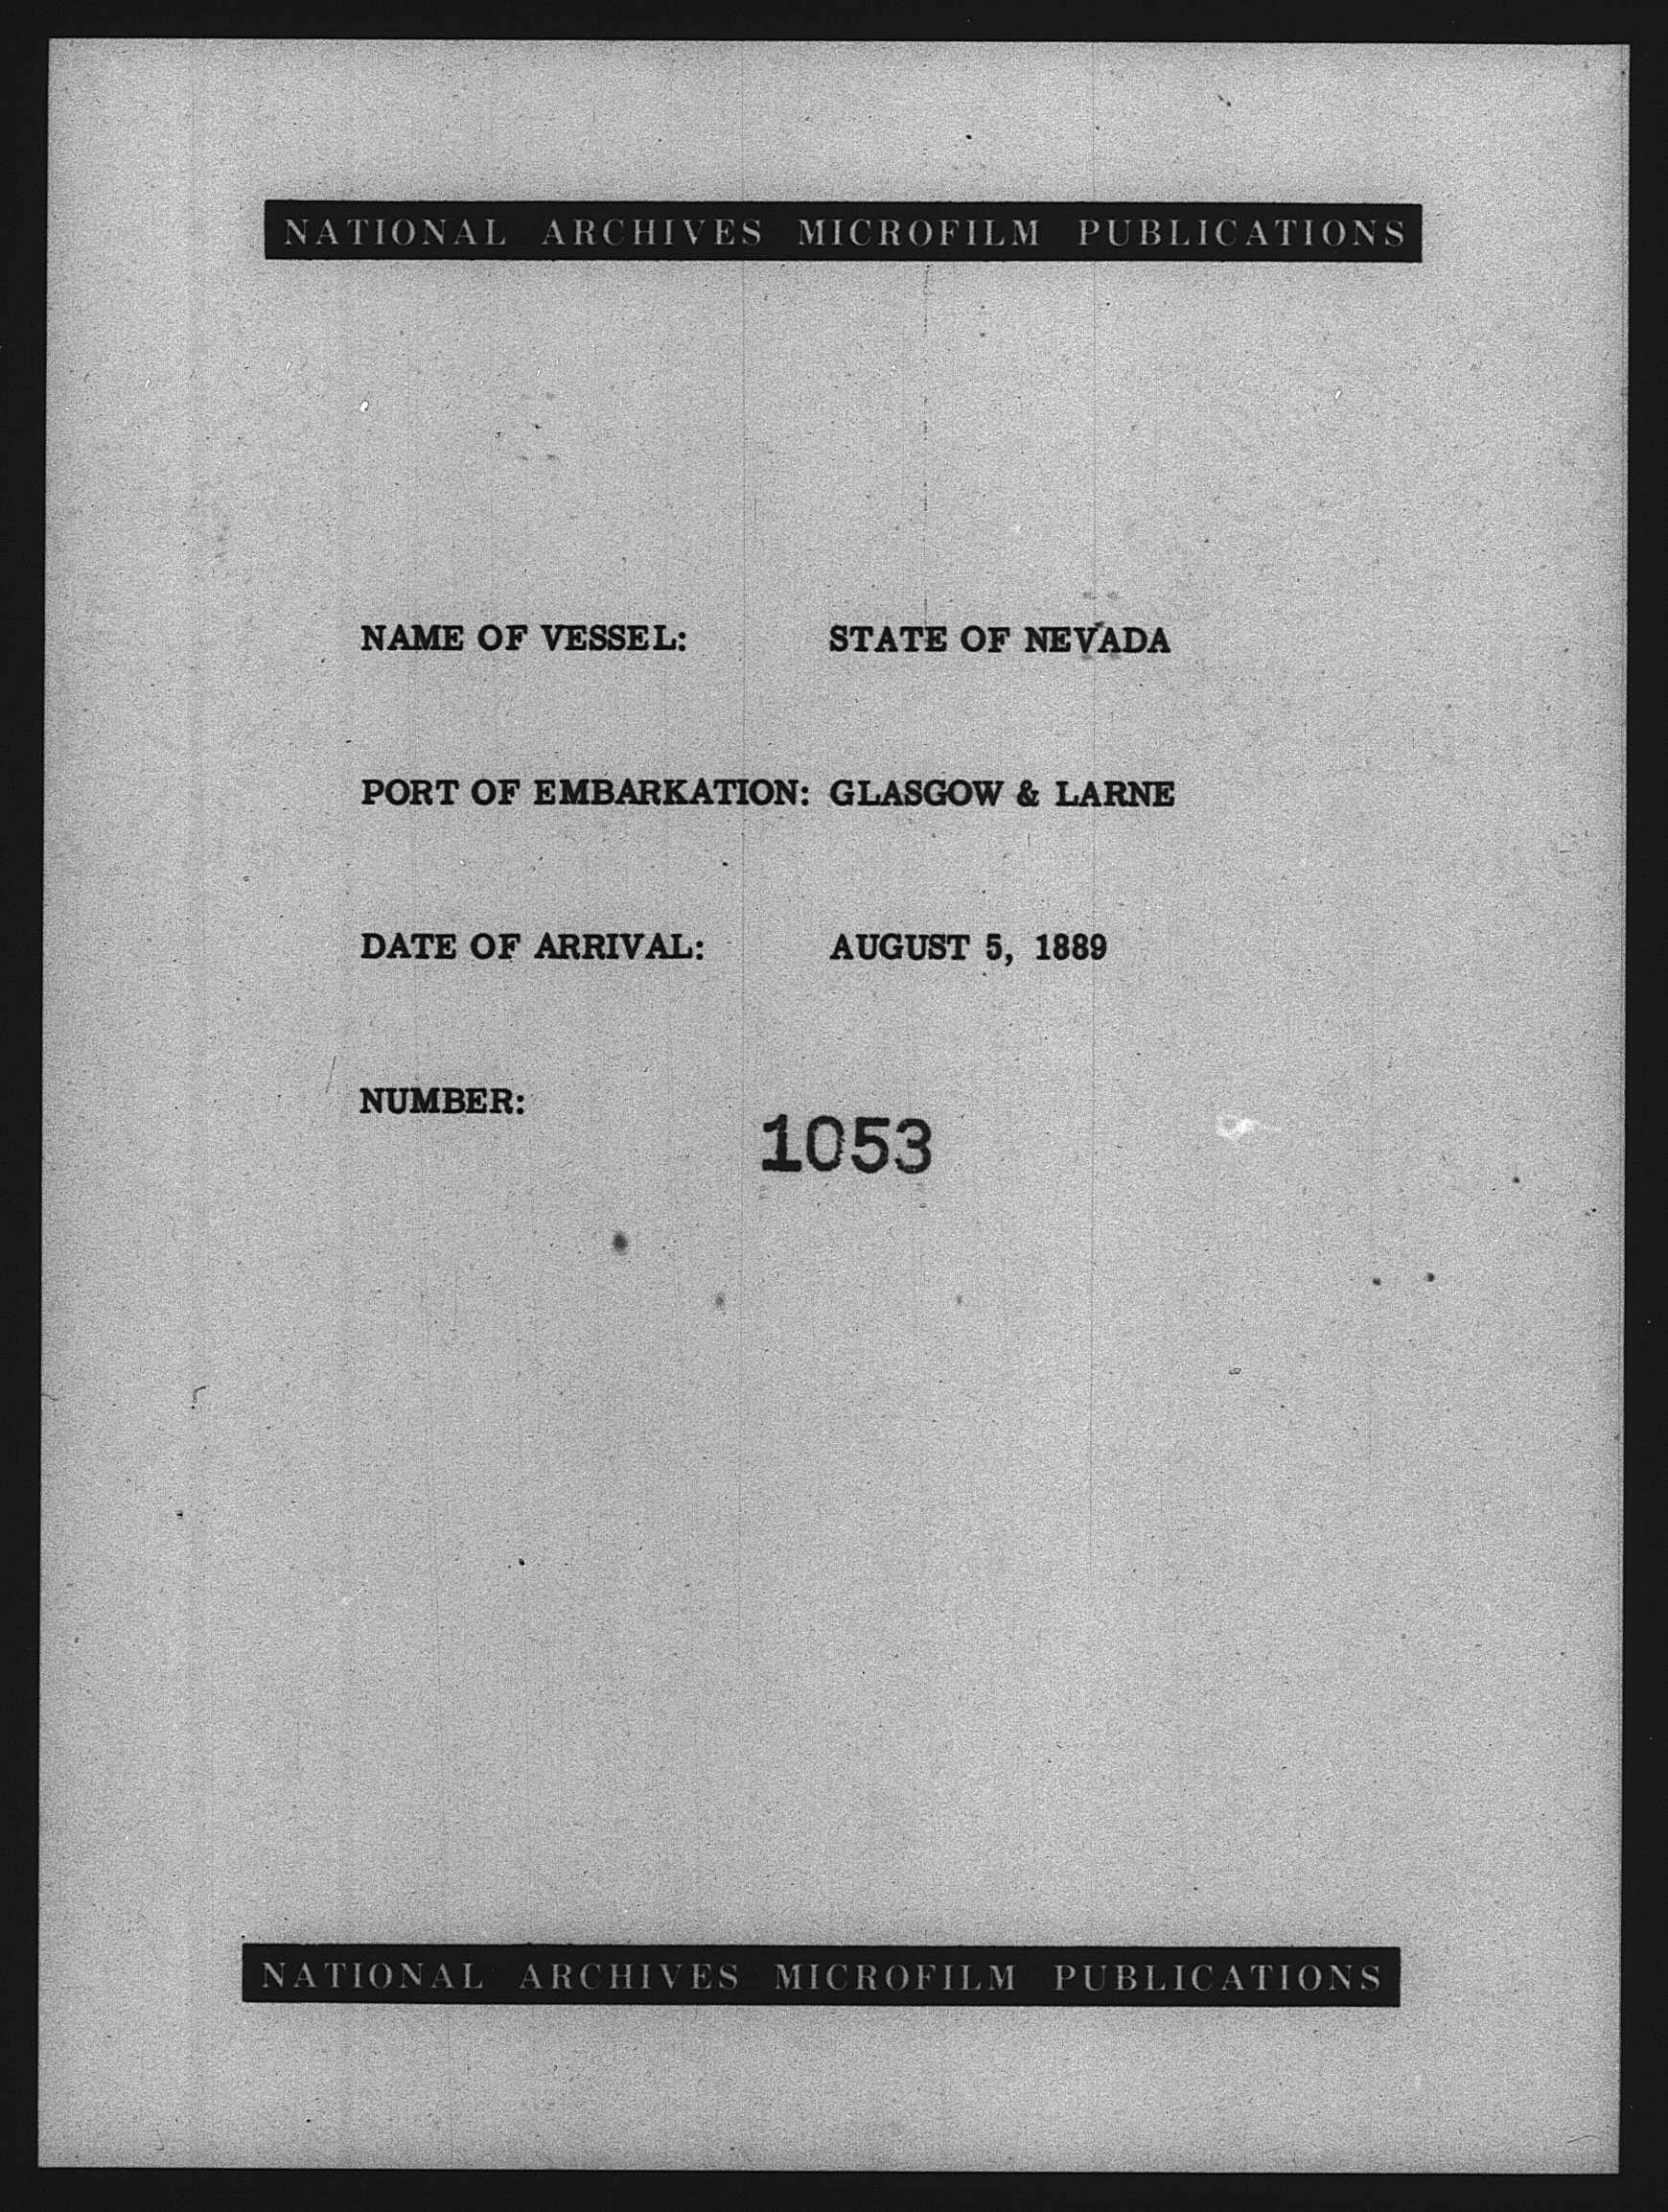 NATIONAL ARCHIVES MICROFILM PUBLICATIONS
NAME OF VESSEL: STATE OF NEVADA
PORT OF EMBARKATION: GLASGOW & LARNE
DATE OF ARRIVAL: AUGUST 5, 1889
NUMBER:
1053
NATIONAL ARCHIVES MICROFILM PUBLICATIONS